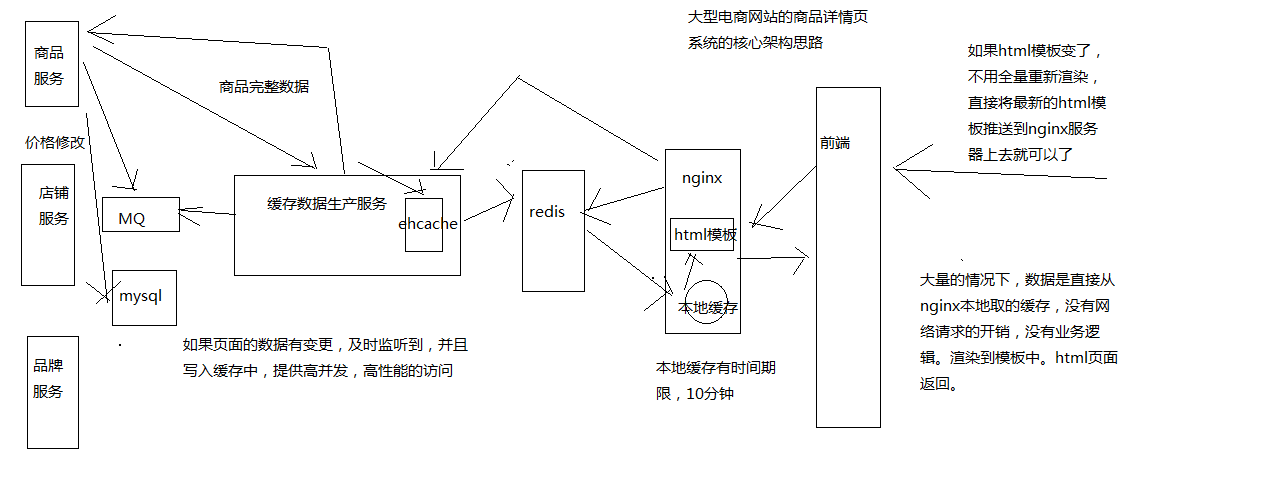 大型电商网站的商品详情页
系统的核心架构思路
商品
服务
商品完整数据
价格修改
店铺
服务
MQ
mysql
品牌
服务
缓存数据生产服务
ehcache
redis
nginx
html模板
本地缓存
前端
如果html模板变了，
不用全量重新渲染，
直接将最新的html模
板推送到nginx服务
器上去就可以了
如果页面的数据有变更，及时监听到，并且
写入缓存中，提供高并发，高性能的访问
本地缓存有时间期
限，10分钟
大量的情况下，数据是直接从
nginx本地取的缓存，没有网
络请求的开销，没有业务逻
辑。渲染到模板中。html页面
返回。